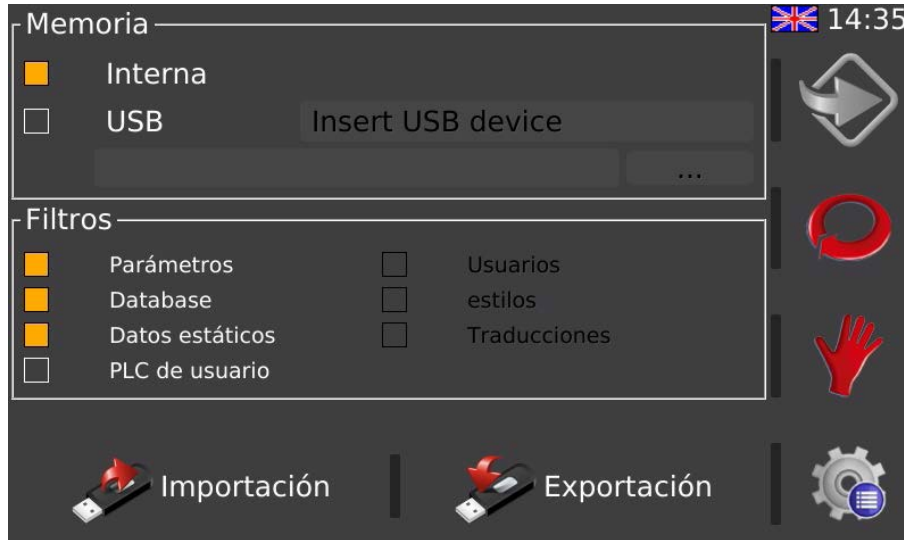 Memoria
14:35
Interna
USB
Insert USB device
...
Filtros
Parámetros
Usuarios
Database
estilos
Datos estáticos
Traducciones
PLC de usuario
Importación
Exportación